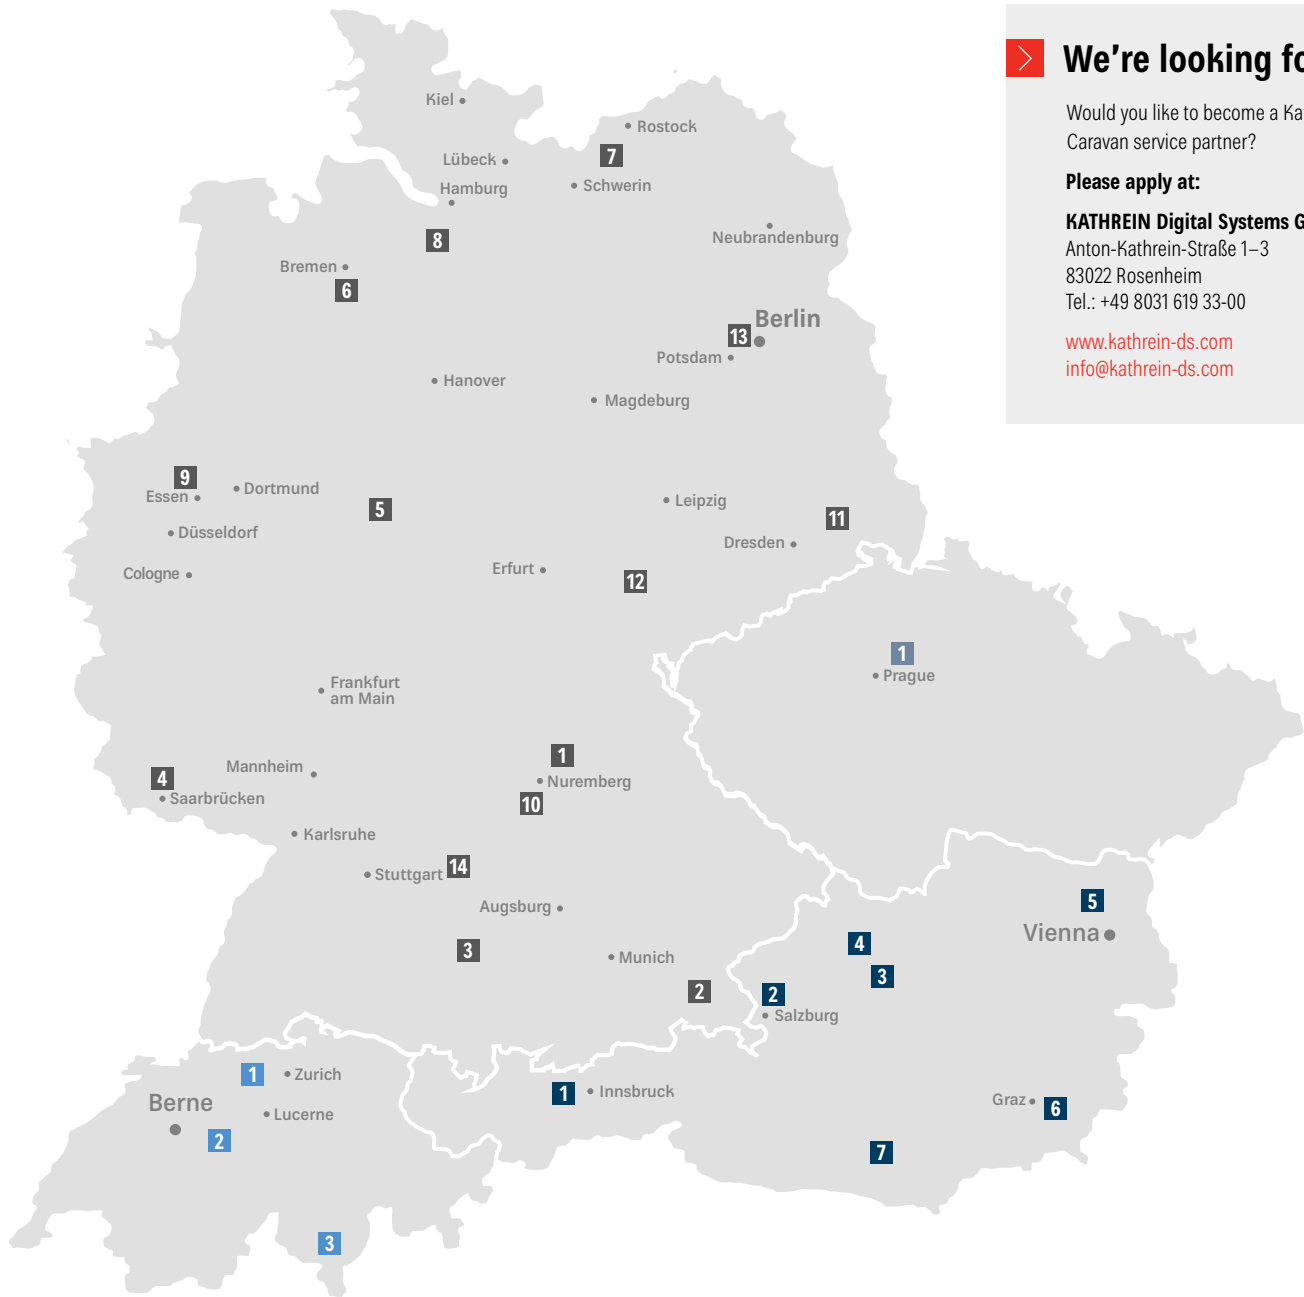 We're looking fo
Would you like to become a Ka
Caravan service partner?
Please apply at:
KATHREIN Digital Systems G
Anton-Kathrein-Straße 1–3
83022 Rosenheim
Tel.: +49 8031 619 33-00
www.kathrein-ds.com
info@kathrein-ds.com
Kiel
Rostock
7
Lübeck
Schwerin
Hamburg
8
Neubrandenburg
Bremen
6
Berlin
13
Potsdam
Hanover
Magdeburg
9
Essen
Dortmund
5
Leipzig
11
Düsseldorf
Dresden
Cologne
Erfurt
12
1
Prague
Frankfurt
am Main
1
Mannheim
4
Nuremberg
Saarbrücken
10
Karlsruhe
14
Stuttgart
5
Augsburg
Vienna
4
3
Munich
3
2
2
Salzburg
1
Zurich
1
Innsbruck
Berne
Lucerne
Graz
6
2
7
3